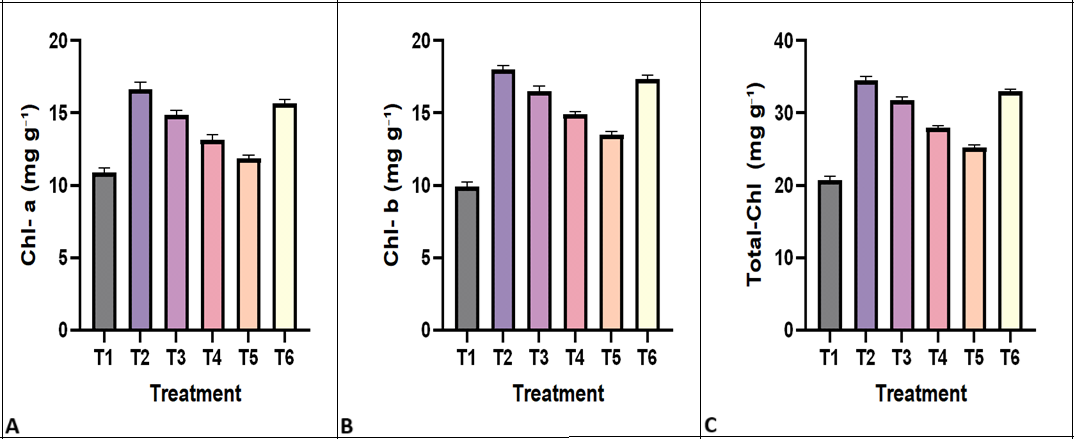 Chl- a (mg g⁻¹)
20
15
10
5
0
T1 T2 T3 T4 T5 T6
Treatment
A
Chl- b (mg g⁻¹)
20
15
10
5
0
T1 T2 T3 T4 T5 T6
Treatment
B
Total-Chl (mg g⁻¹)
40
30
20
10
0
T1 T2 T3 T4 T5 T6
Treatment
C